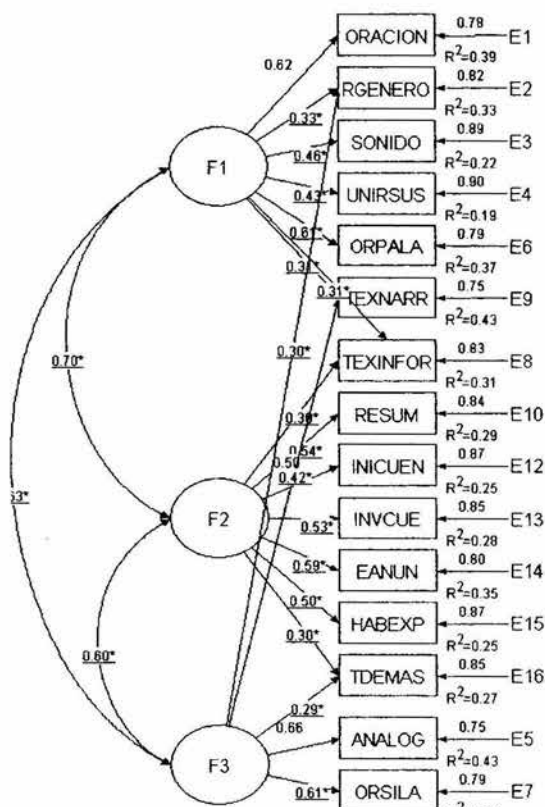 0.78
ORACION
E1
0.62
R²=0.39
0.82
RGENERO
E2
0.33*
R²=0.33
0.89
SONIDO
E3
0.46*
R²=0.22
F1
0.90
UNIRSUS
E4
0.43*
R²=0.19
0.79
ORPALA
E6
0.61*
R²=0.37
0.31*
0.75
TEXNARR
E9
0.31*
R²=0.43
0.83
0.30*
TEXINFOR
E8
0.70*
R²=0.31
0.84
RESUM
E10
R²=0.29
0.54*
0.50
0.87
INICUEN
E12
0.42*
R²=0.25
0.85
F2
INVCUE
E13
0.53*
R²=0.28
0.80
EANUN
E14
0.59*
R²=0.35
0.87
HABEXP
E15
0.50*
R²=0.25
0.30*
0.85
TDEMAS
E16
0.60*
R²=0.27
0.29*
0.66
0.75
ANALOG
E5
R²=0.43
F3
0.79
ORSILA
E7
0.61*